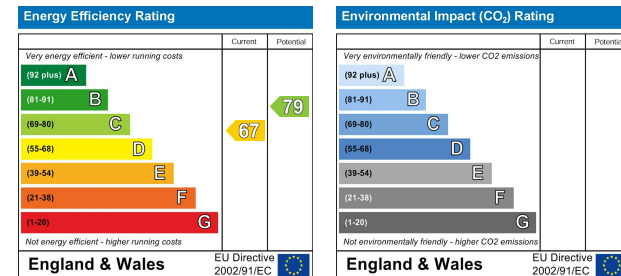 Energy Efficiency Rating
Current Potential
Very energy efficient - lower running costs
(92 plus) A
(81-91) B
(69-80) C
(55-68) D
(39-54) E
(21-38) F
(1-20) G
67
79
Not energy efficient - higher running costs
England & Wales
EU Directive
2002/91/EC
Environmental Impact (CO₂) Rating
Current Potentia
Very environmentally friendly - lower CO2 emissions
(92 plus) A
(81-91) B
(69-80) C
(55-68) D
(39-54) E
(21-38) F
(1-20) G
Not environmentally friendly - higher CO2 emissions
England & Wales
EU Directive
2002/91/EC